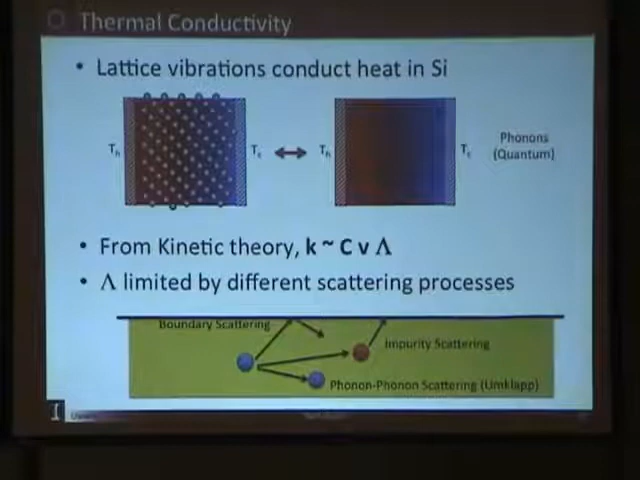 Thermal Conductivity
• Lattice vibrations conduct heat in Si
Th Tc Th Tc
Phonons
(Quantum)
• From Kinetic theory, k ~ C v Λ
• Λ limited by different scattering processes
Boundary Scattering
Impurity Scattering
Phonon-Phonon Scattering (Umklapp)
I